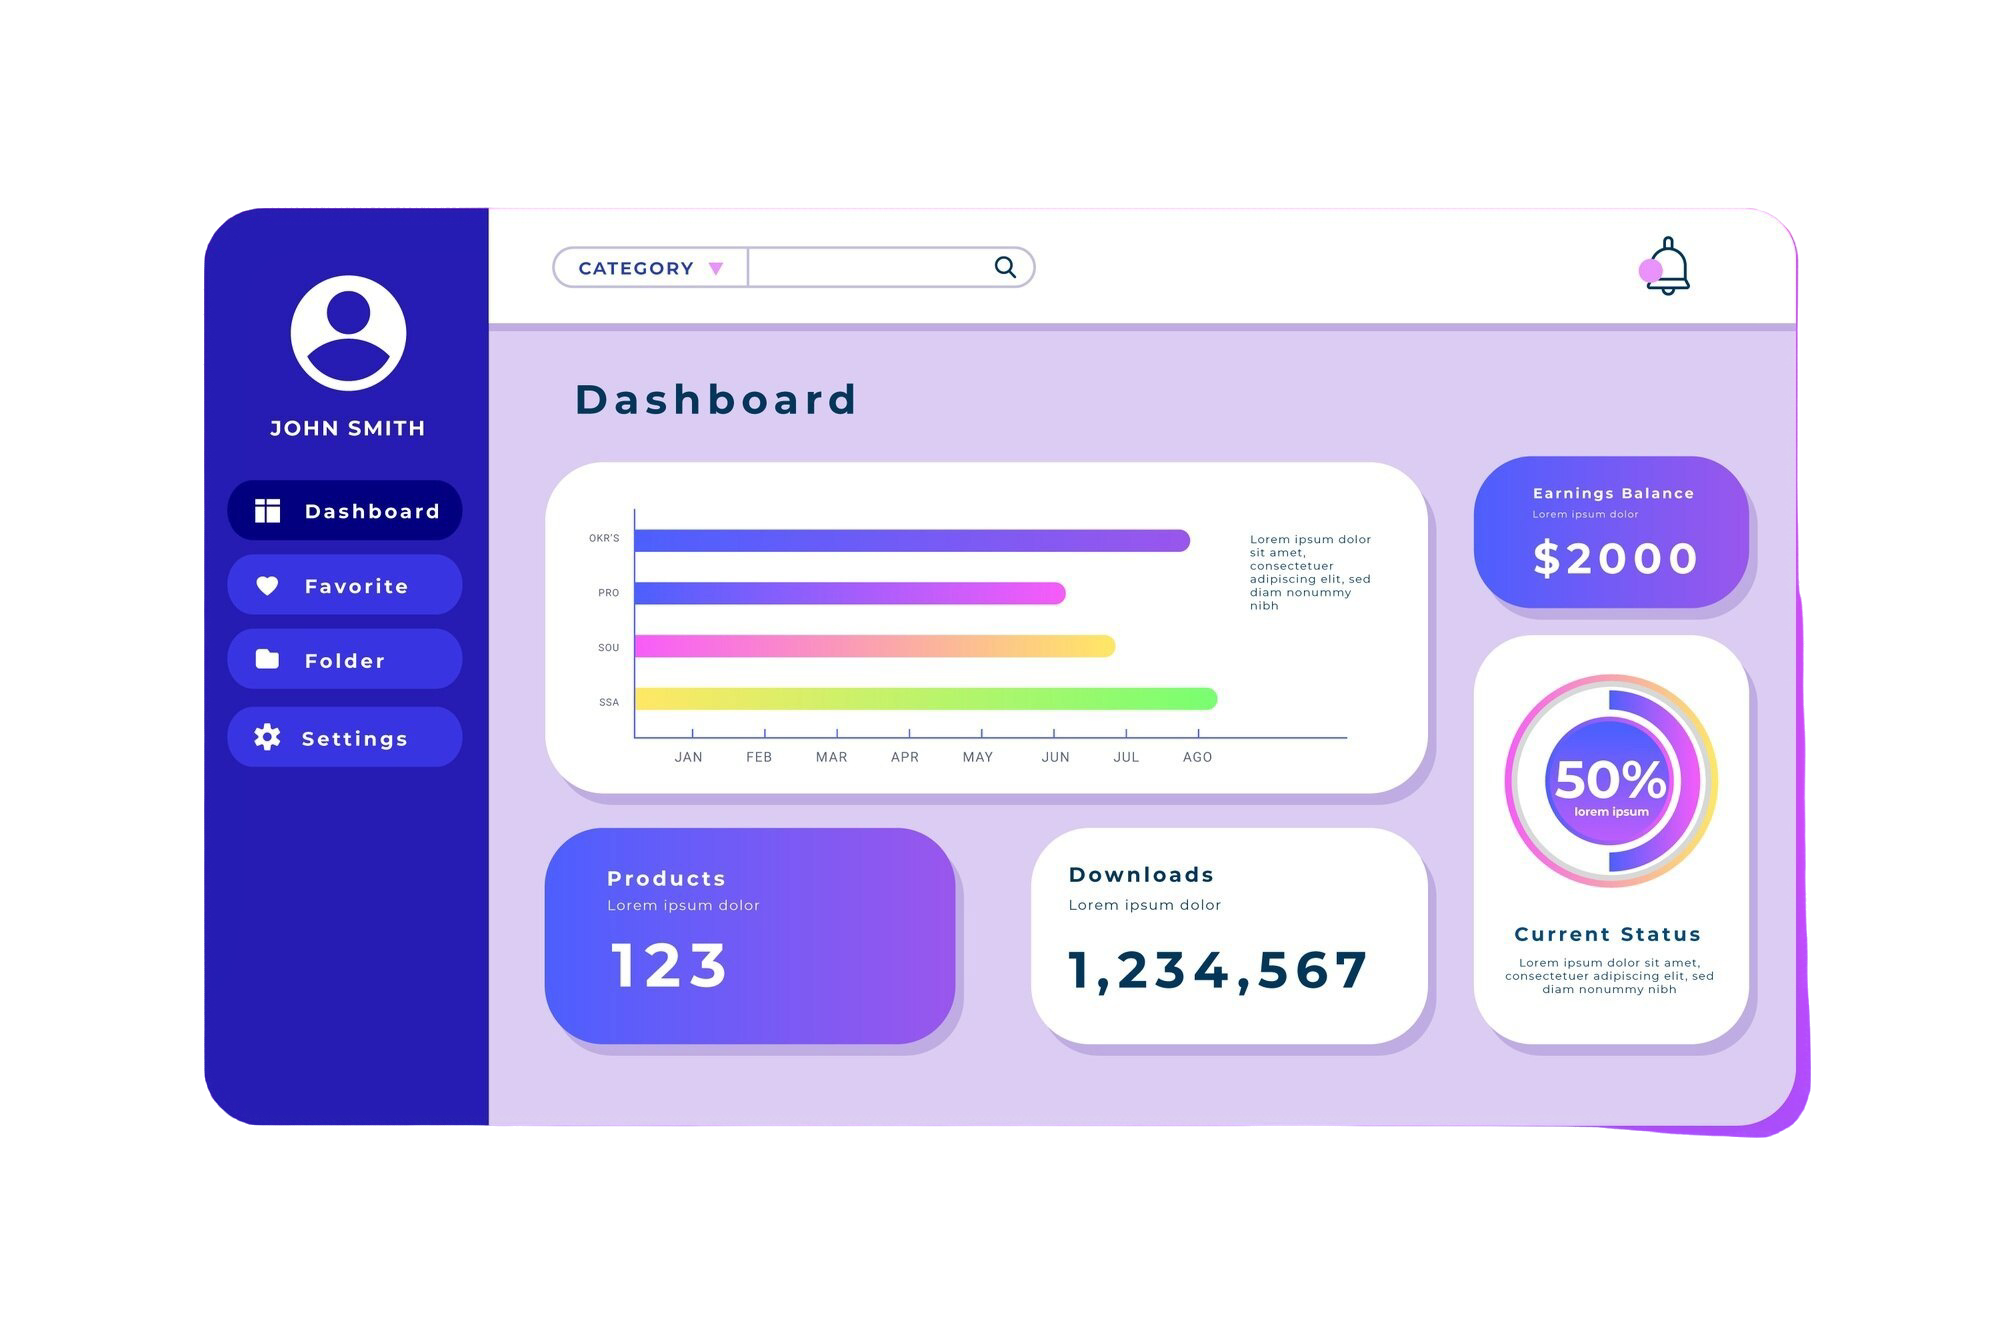 JOHN SMITH
Dashboard
Favorite
Folder
Settings
CATEGORY
Dashboard
OKR'S
PRO
SOU
SSA
JAN FEB MAR APR MAY JUN JUL AGO
Lorem ipsum dolor
sit amet,
consectetuer
adipiscing elit, sed
diam nonummy
nibh
Earnings Balance
Lorem ipsum dolor
$2000
50%
lorem ipsum
Current Status
Lorem ipsum dolor sit amet,
consectetuer adipiscing elit, sed
diam nonummy nibh
Products
Lorem ipsum dolor
123
Downloads
Lorem ipsum dolor
1,234,567